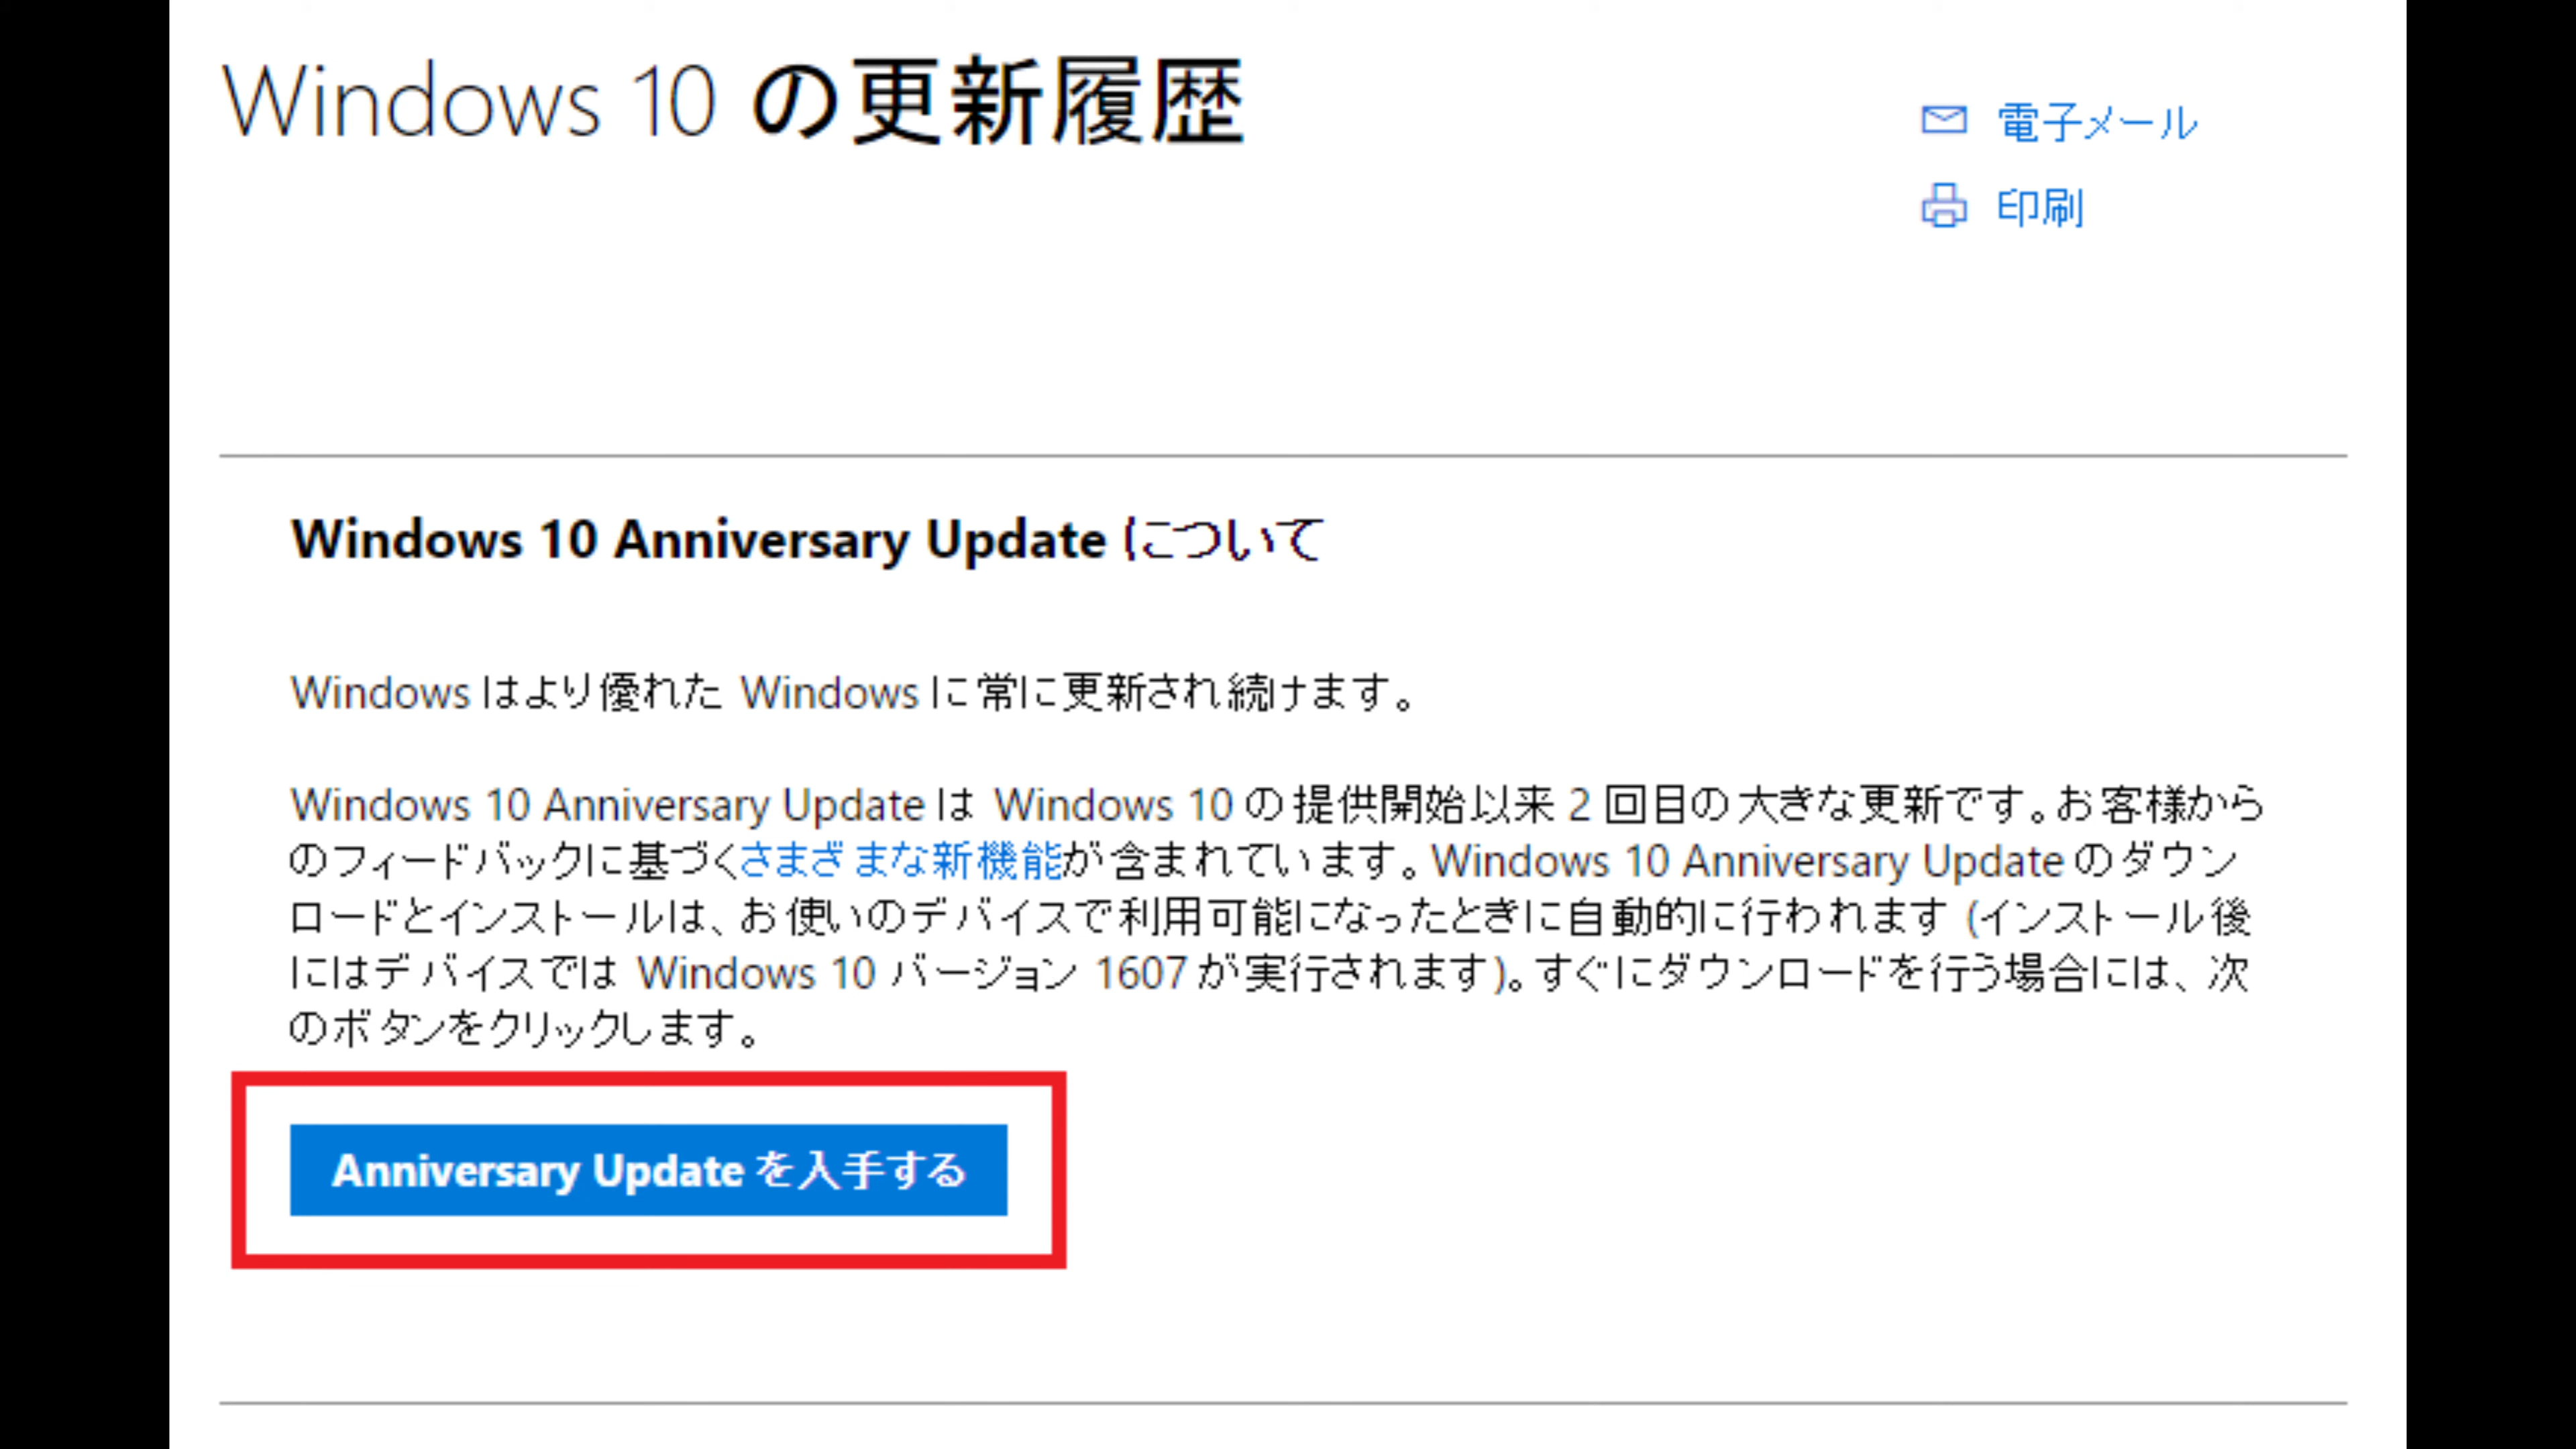 Windows 10 の更新履歴
電子メール
印刷
Windows 10 Anniversary Update について
Windows はより優れた Windows に常に更新され続けます。
Windows 10 Anniversary Update は Windows 10 の提供開始以来 2 回目の大きな更新です。お客様から
のフィードバックに基づくさまざまな新機能が含まれています。Windows 10 Anniversary Update のダウン
ロードとインストールは、お使いのデバイスで利用可能になったときに自動的に行われます (インストール後
にはデバイスでは Windows 10 バージョン 1607 が実行されます)。すぐにダウンロードを行う場合には、次
のボタンをクリックします。
Anniversary Update を入手する